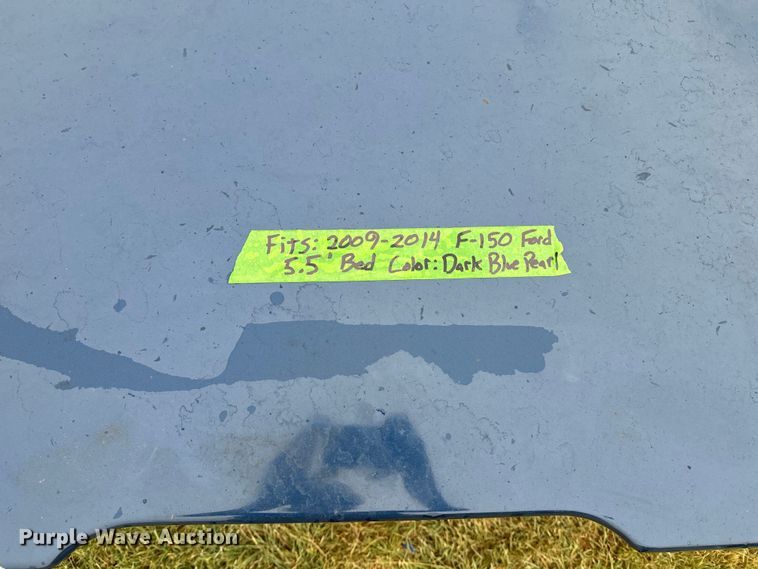 Fits: 2009-2014 F-150 Ford
5.5' Bed Color: Dark Blue Pearl
Purple Wave Auction®